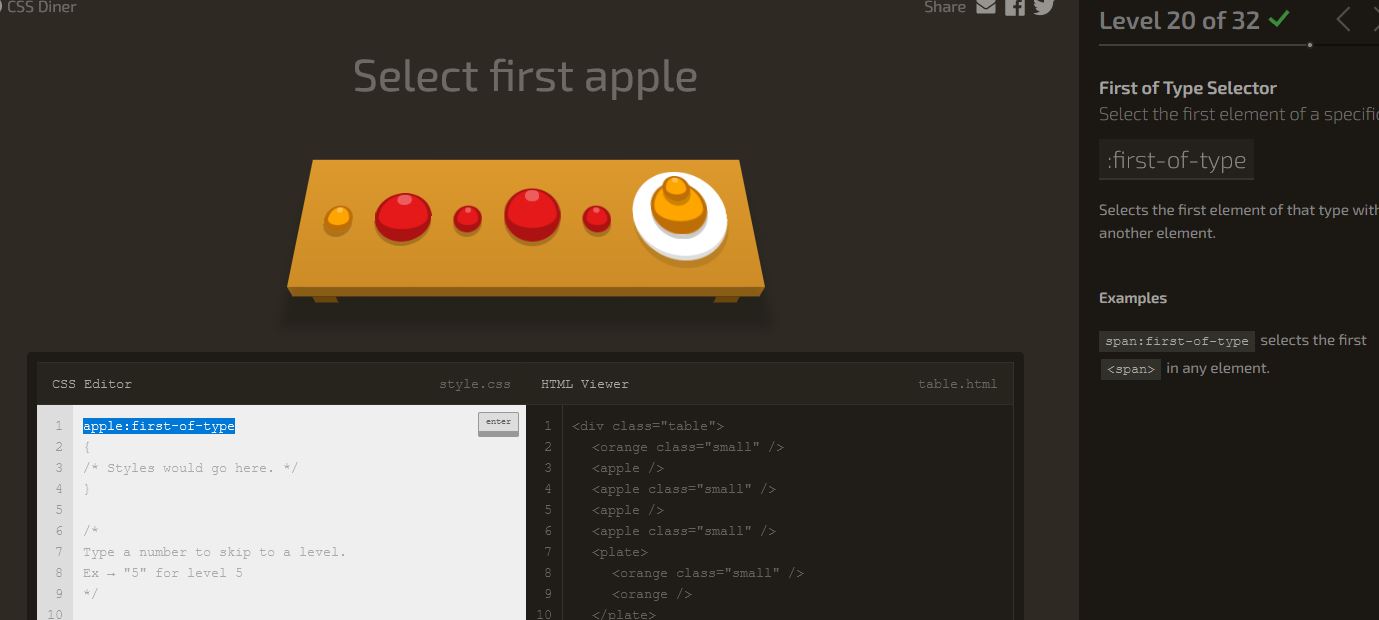 CSS Diner
Share
Select first apple
CSS Editor
style.css
1 apple:first-of-type
enter
2 {
3 /* Styles would go here. */
4 }
5
6 /*
7 Type a number to skip to a level.
8 Ex → "5" for level 5
9 */
10
HTML Viewer
table.html
1 <div class="table">
2 <orange class="small" />
3 <apple />
4 <apple class="small" />
5 <apple />
6 <apple class="small" />
7 <plate>
8 <orange class="small" />
9 <orange />
10 </plate>
Level 20 of 32
First of Type Selector
Select the first element of a specific
:first-of-type
Selects the first element of that type with
another element.
Examples
span:first-of-type selects the first
<span> in any element.